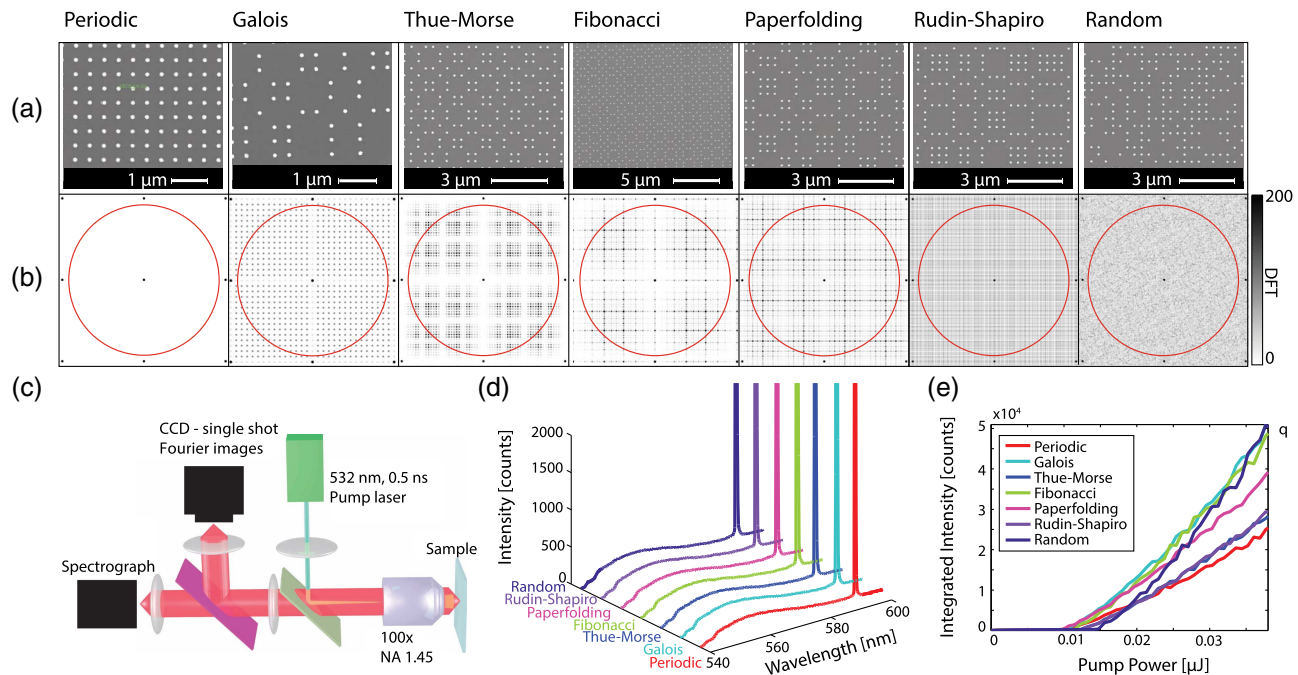 Periodic Galois Thue-Morse Fibonacci Paperfolding Rudin-Shapiro Random
(a)
1 μm 1 μm 3 μm 5 μm 3 μm 3 μm 3 μm
(b)
200
DFT
0
(c)
CCD - single shot
Fourier images
532 nm, 0.5 ns
Pump laser
Sample
Spectrograph
100x
NA 1.45
(d)
Intensity [counts]
2000
1500
1000
500
0
Random
Rudin-Shapiro
Paperfolding
Fibonacci
Thue-Morse
Galois
Periodic
540
560
580
600
Wavelength [nm]
(e)
x10⁴
q
Integrated Intensity [counts]
5
4
3
2
1
0
Periodic
Galois
Thue-Morse
Fibonacci
Paperfolding
Rudin-Shapiro
Random
0 0.01 0.02 0.03
Pump Power [μJ]